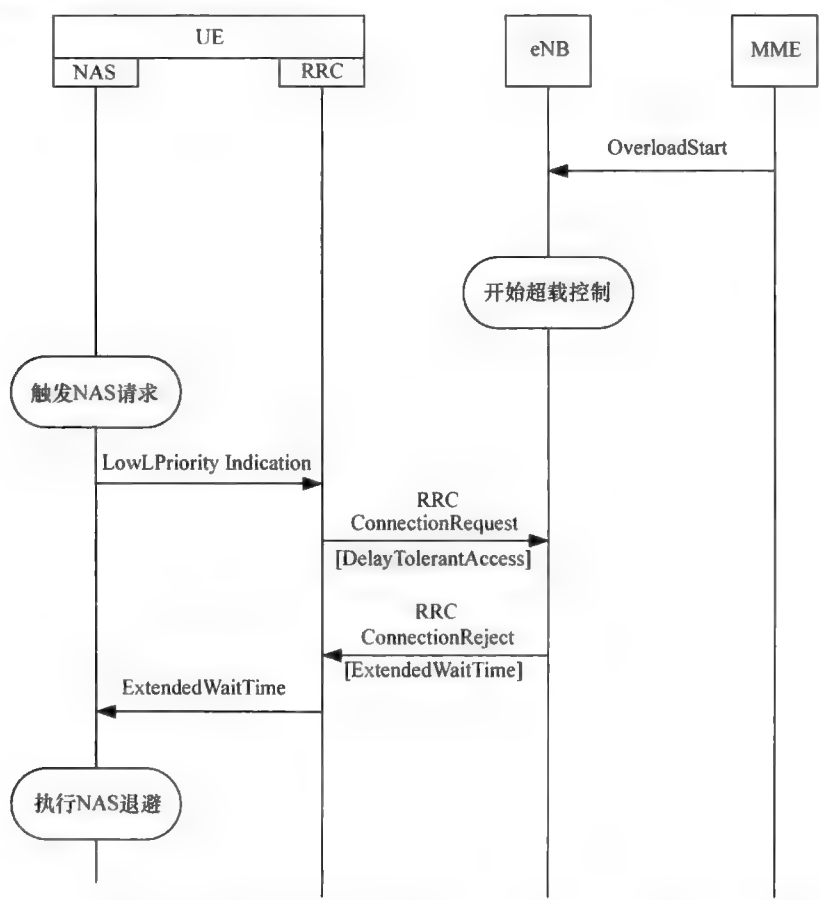 UE
NAS
RRC
eNB
MME
OverloadStart
开始超载控制
触发NAS请求
LowLPriority Indication
RRC
ConnectionRequest
[DelayTolerantAccess]
RRC
ConnectionReject
[ExtendedWaitTime]
ExtendedWaitTime
执行NAS退避